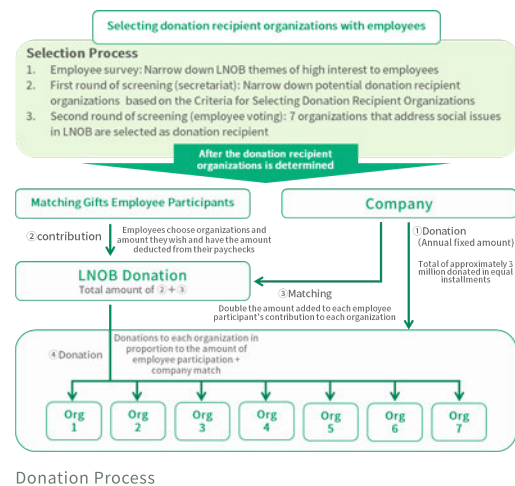 Selecting donation recipient organizations with employees
Selection Process
1. Employee survey: Narrow down LNOB themes of high interest to employees
2. First round of screening (secretariat): Narrow down potential donation recipient
organizations based on the Criteria for Selecting Donation Recipient Organizations
3. Second round of screening (employee voting): 7 organizations that address social issues
in LNOB are selected as donation recipient
After the donation recipient
organizations is determined
Matching Gifts Employee Participants
Company
②contribution
Employees choose organizations and
amount they wish and have the amount
deducted from their paychecks
①Donation
(Annual fixed amount)
Total of approximately 3
million donated in equal
installments
LNOB Donation
Total amount of ②+③
③Matching
Double the amount added to each employee
participant's contribution to each organization
④Donation
Donations to each organization in
proportion to the amount of
employee participation +
company match
Org
1
Org
2
Org
3
Org
4
Org
5
Org
6
Org
7
Donation Process